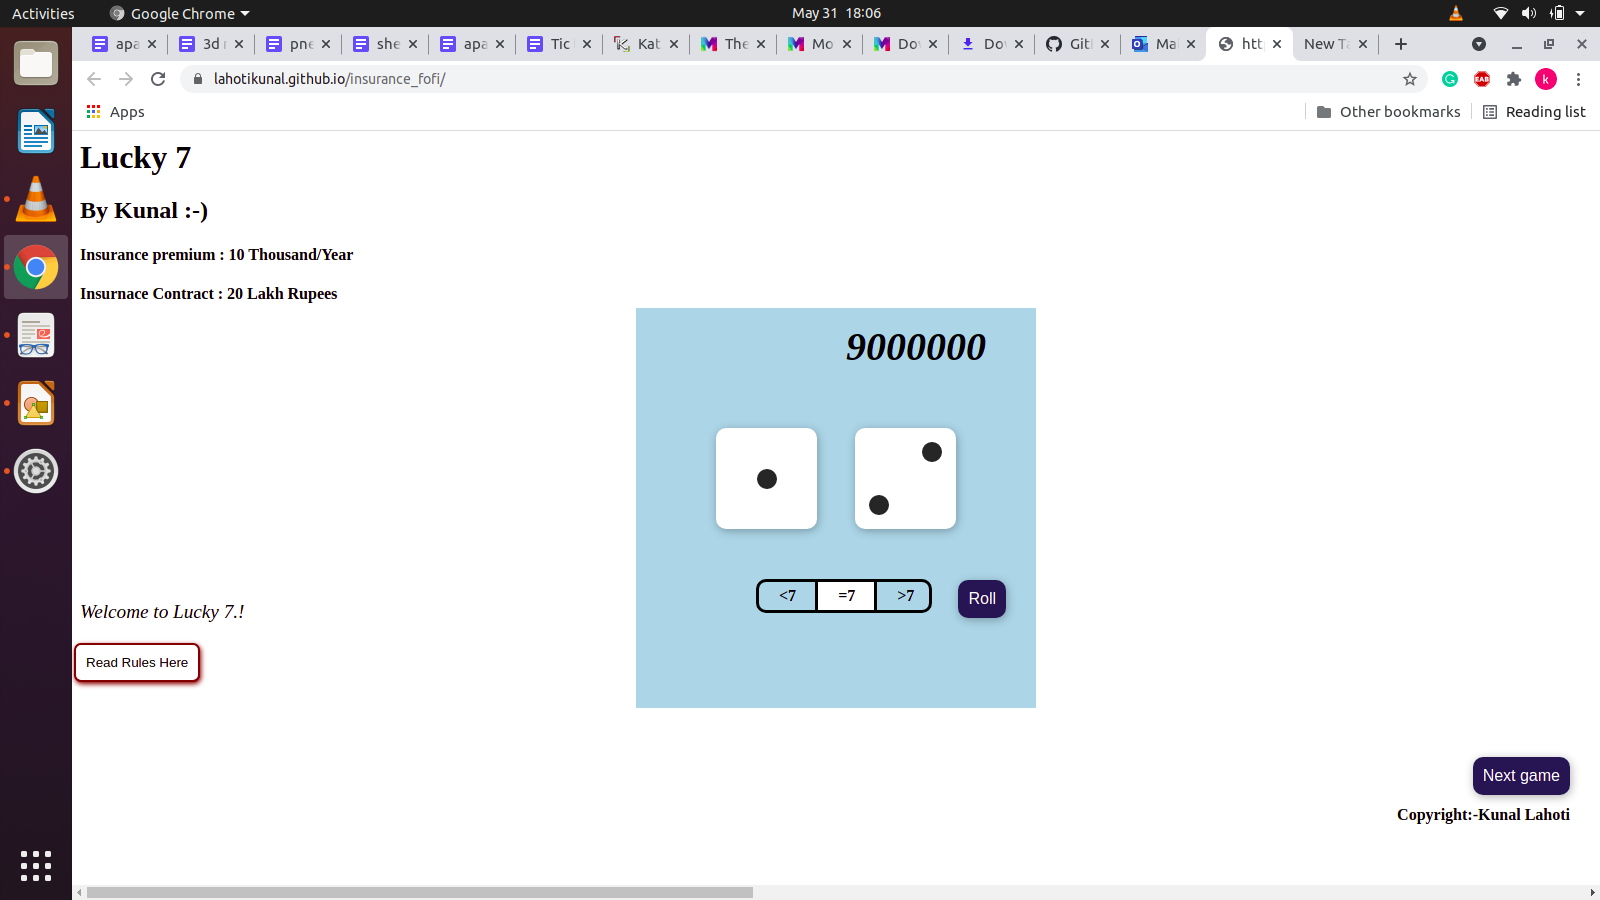 Activities
Google Chrome
May 31 18:06
apa
3d
pne
she
apa
Tic
Kat
The
Mo
Do
Git
Ma
htt
New Ta
lahotikunal.github.io/insurance_fofi/
EAB
k
Apps
Other bookmarks
Reading list
Lucky 7
By Kunal :-)
Insurance premium : 10 Thousand/Year
Insurnace Contract : 20 Lakh Rupees
9000000
<7
=7
>7
Roll
Welcome to Lucky 7.!
Read Rules Here
Next game
Copyright:-Kunal Lahoti